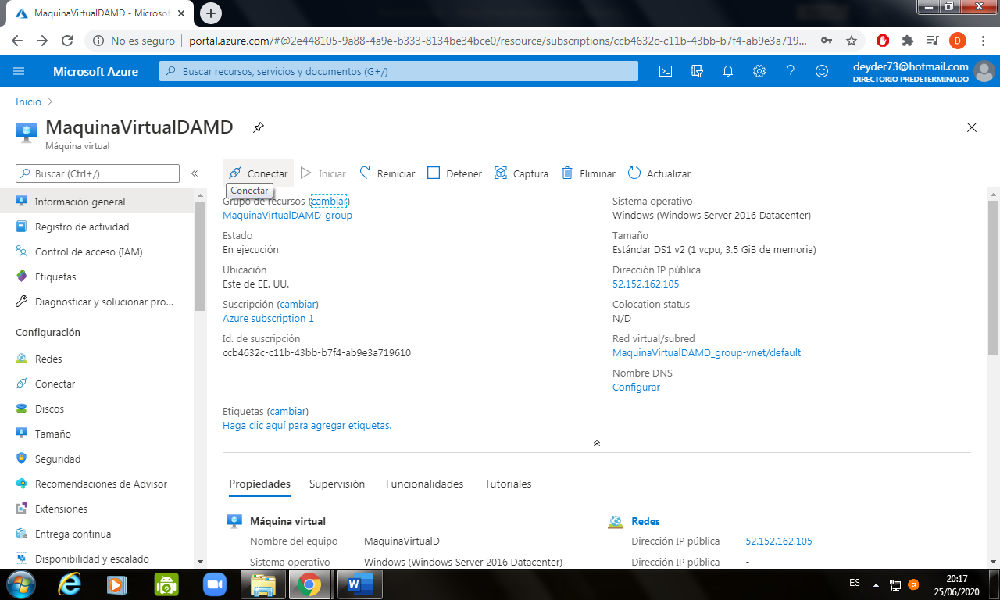 MaquinaVirtualDAMD - Microsof
No es seguro | portal.azure.com/#@2e448105-9a88-4a9e-b333-8134be34bce0/resource/subscriptions/ccb4632c-c11b-43bb-b7f4-ab9e3a719...
D
Microsoft Azure
Buscar recursos, servicios y documentos (G+/)
deyder73@hotmail.com
DIRECTORIO PREDETERMINADO
Inicio
MaquinaVirtualDAMD
Máquina virtual
Buscar (Ctrl+/)
Información general
Registro de actividad
Control de acceso (IAM)
Etiquetas
Diagnosticar y solucionar pro...
Configuración
Redes
Conectar
Discos
Tamaño
Seguridad
Recomendaciones de Advisor
Extensiones
Entrega continua
Disponibilidad y escalado
Conectar
Iniciar
Reiniciar
Detener
Captura
Eliminar
Actualizar
Conectar
Grupo de recursos (cambiar)
MaquinaVirtualDAMD_group
Estado
En ejecución
Ubicación
Este de EE. UU.
Suscripción (cambiar)
Azure subscription 1
Id. de suscripción
ccb4632c-c11b-43bb-b7f4-ab9e3a719610
Sistema operativo
Windows (Windows Server 2016 Datacenter)
Tamaño
Estándar DS1 v2 (1 vcpu, 3.5 GiB de memoria)
Dirección IP pública
52.152.162.105
Colocation status
N/D
Red virtual/subred
MaquinaVirtualDAMD_group-vnet/default
Nombre DNS
Configurar
Etiquetas (cambiar)
Haga clic aquí para agregar etiquetas.
Propiedades
Supervisión
Funcionalidades
Tutoriales
Máquina virtual
Nombre del equipo MaquinaVirtualD
Sistema operativo Windows (Windows Server 2016 Datacenter)
Redes
Dirección IP pública 52.152.162.105
Dirección IP pública -
ES
20:17
25/06/2020